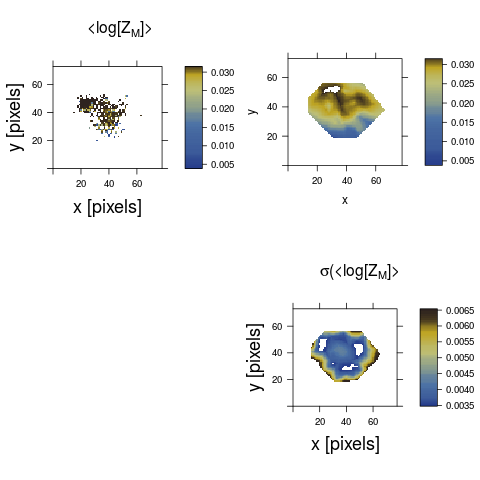 <log[Z_M]>
60
40
20
20 40 60
x [pixels]
y [pixels]
0.030
0.025
0.020
0.015
0.010
0.005
60
40
20
20 40 60
x
y
0.030
0.025
0.020
0.015
0.010
0.005
σ(<log[Z_M]>
60
40
20
20 40 60
x [pixels]
y [pixels]
0.0065
0.0060
0.0055
0.0050
0.0045
0.0040
0.0035